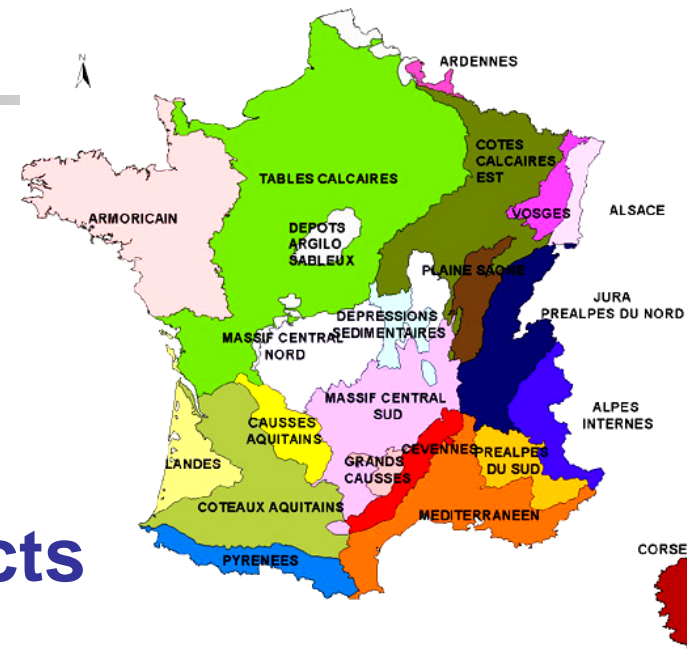 N
ARDENNES
COTES
CALCAIRES
EST
TABLES CALCAIRES
VOSGES
ALSACE
ARMORICAIN
DEPOTS
ARGILO
SABLEUX
PLAINE SAONE
JURA
PREALPES DU NORD
DEPRESSIONS
SEDIMENTAIRES
MASSIF CENTRAL
NORD
MASSIF CENTRAL
SUD
ALPES
INTERNES
CAUSSES
AQUITAINS
CEVENNES
PREALPES
DU SUD
LANDES
GRANDS
CAUSSES
COTEAUX AQUITAINS
MEDITERRANEEN
cts
PYRENEES
CORSE